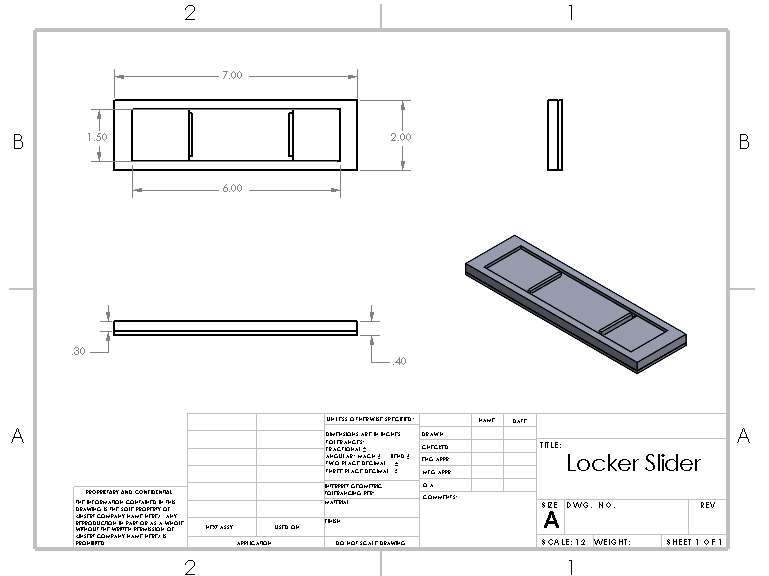 2
1
B
B
7.00
1.50
2.00
6.00
.30
.40
A
A
UNLESS OTHERWISE SPECIFIED:
NAME
DATE
DIMENSIONS ARE IN INCHES
TOLERANCES:
FRACTIONAL ±
ANGULAR: MACH ± BEND ±
TWO PLACE DECIMAL ±
THREE PLACE DECIMAL ±
DRAWN
CHECKED
ENG APPR.
MFG APPR.
INTERPRET GEOMETRIC
TOLERANCING PER:
Q.A.
MATERIAL
COMMENTS:
FINISH
TITLE:
Locker Slider
SIZE
DWG. NO.
REV
A
PROPRIETARY AND CONFIDENTIAL
THE INFORMATION CONTAINED IN THIS
DRAWING IS THE SOLE PROPERTY OF
<INSERT COMPANY NAME HERE>. ANY
REPRODUCTION IN PART OR AS A WHOLE
WITHOUT THE WRITTEN PERMISSION OF
<INSERT COMPANY NAME HERE> IS
PROHIBITED.
NEXT ASSY
USED ON
APPLICATION
DO NOT SCALE DRAWING
SCALE: 1:2
WEIGHT:
SHEET 1 OF 1
2
1